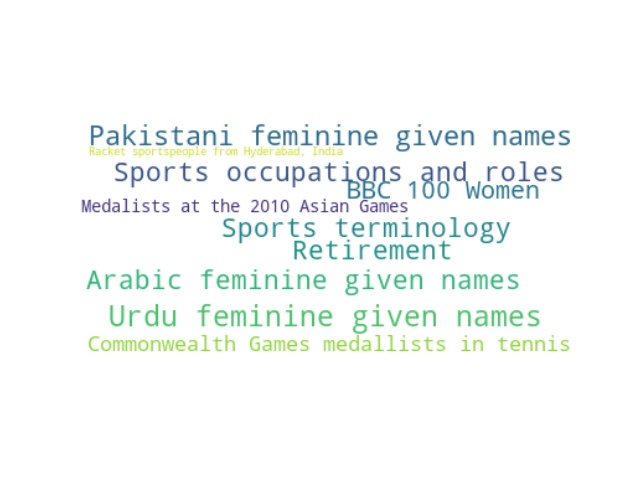 Pakistani feminine given names
Racket sportspeople from Hyderabad, India
Sports occupations and roles
BBC 100 Women
Medalists at the 2010 Asian Games
Sports terminology
Retirement
Arabic feminine given names
Urdu feminine given names
Commonwealth Games medallists in tennis